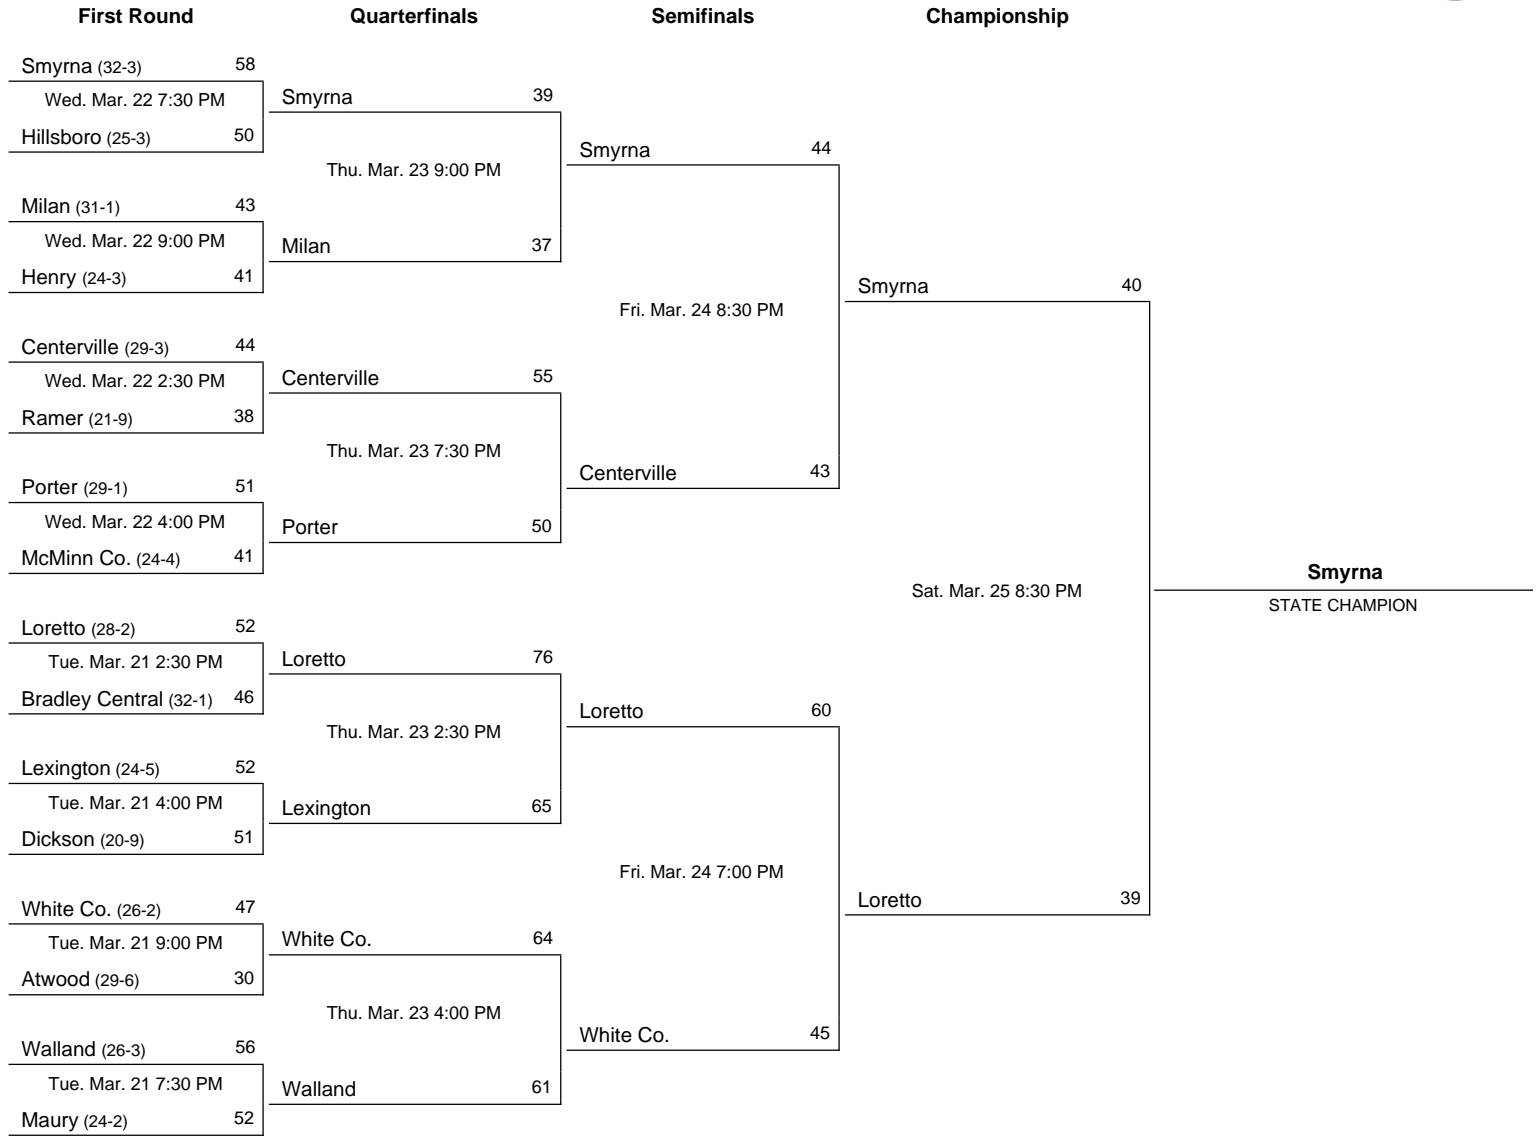 First Round Quarterfinals Semifinals Championship
Smyrna (32-3) 58
Wed. Mar. 22 7:30 PM
Hillsboro (25-3) 50
Milan (31-1) 43
Wed. Mar. 22 9:00 PM
Henry (24-3) 41
Centerville (29-3) 44
Wed. Mar. 22 2:30 PM
Ramer (21-9) 38
Porter (29-1) 51
Wed. Mar. 22 4:00 PM
McMinn Co. (24-4) 41
Loretto (28-2) 52
Tue. Mar. 21 2:30 PM
Bradley Central (32-1) 46
Lexington (24-5) 52
Tue. Mar. 21 4:00 PM
Dickson (20-9) 51
White Co. (26-2) 47
Tue. Mar. 21 9:00 PM
Atwood (29-6) 30
Walland (26-3) 56
Tue. Mar. 21 7:30 PM
Maury (24-2) 52
Smyrna 39
Thu. Mar. 23 9:00 PM
Milan 37
Centerville 55
Thu. Mar. 23 7:30 PM
Porter 50
Loretto 76
Thu. Mar. 23 2:30 PM
Lexington 65
White Co. 64
Thu. Mar. 23 4:00 PM
Walland 61
Smyrna 44
Fri. Mar. 24 8:30 PM
Centerville 43
Loretto 60
Fri. Mar. 24 7:00 PM
White Co. 45
Smyrna 40
Sat. Mar. 25 8:30 PM
Loretto 39
Smyrna
STATE CHAMPION